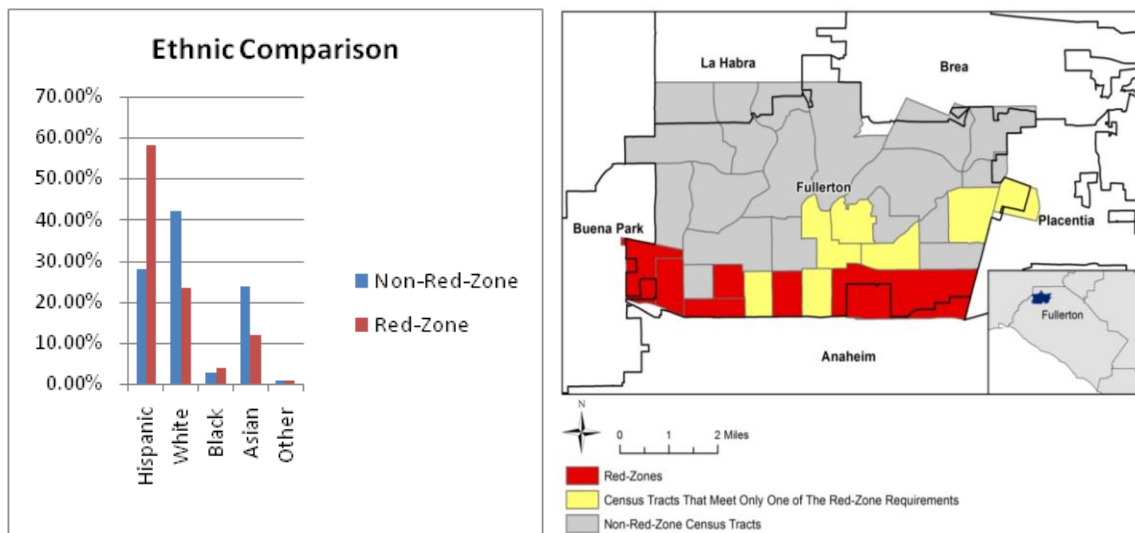 Ethnic Comparison
70.00%
60.00%
50.00%
40.00%
30.00%
20.00%
10.00%
0.00%
Hispanic
White
Black
Asian
Other
Non-Red-Zone
Red-Zone
La Habra
Brea
Fullerton
Buena Park
Placentia
Anaheim
Fullerton
N
0 1 2 Miles
Red-Zones
Census Tracts That Meet Only One of The Red-Zone Requirements
Non-Red-Zone Census Tracts